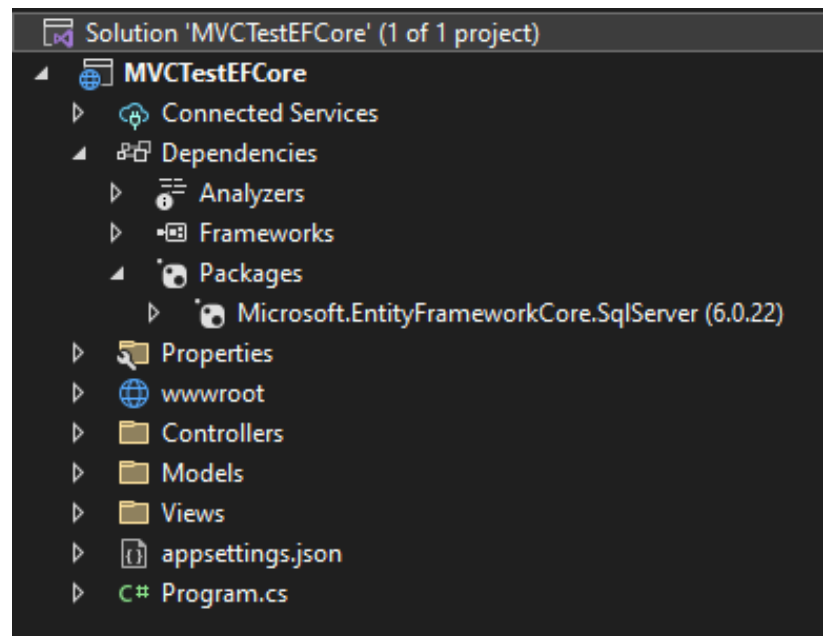 Solution 'MVCTestEFCore' (1 of 1 project)
MVCTestEFCore
Connected Services
Dependencies
Analyzers
Frameworks
Packages
Microsoft.EntityFrameworkCore.SqlServer (6.0.22)
Properties
wwwroot
Controllers
Models
Views
appsettings.json
C# Program.cs